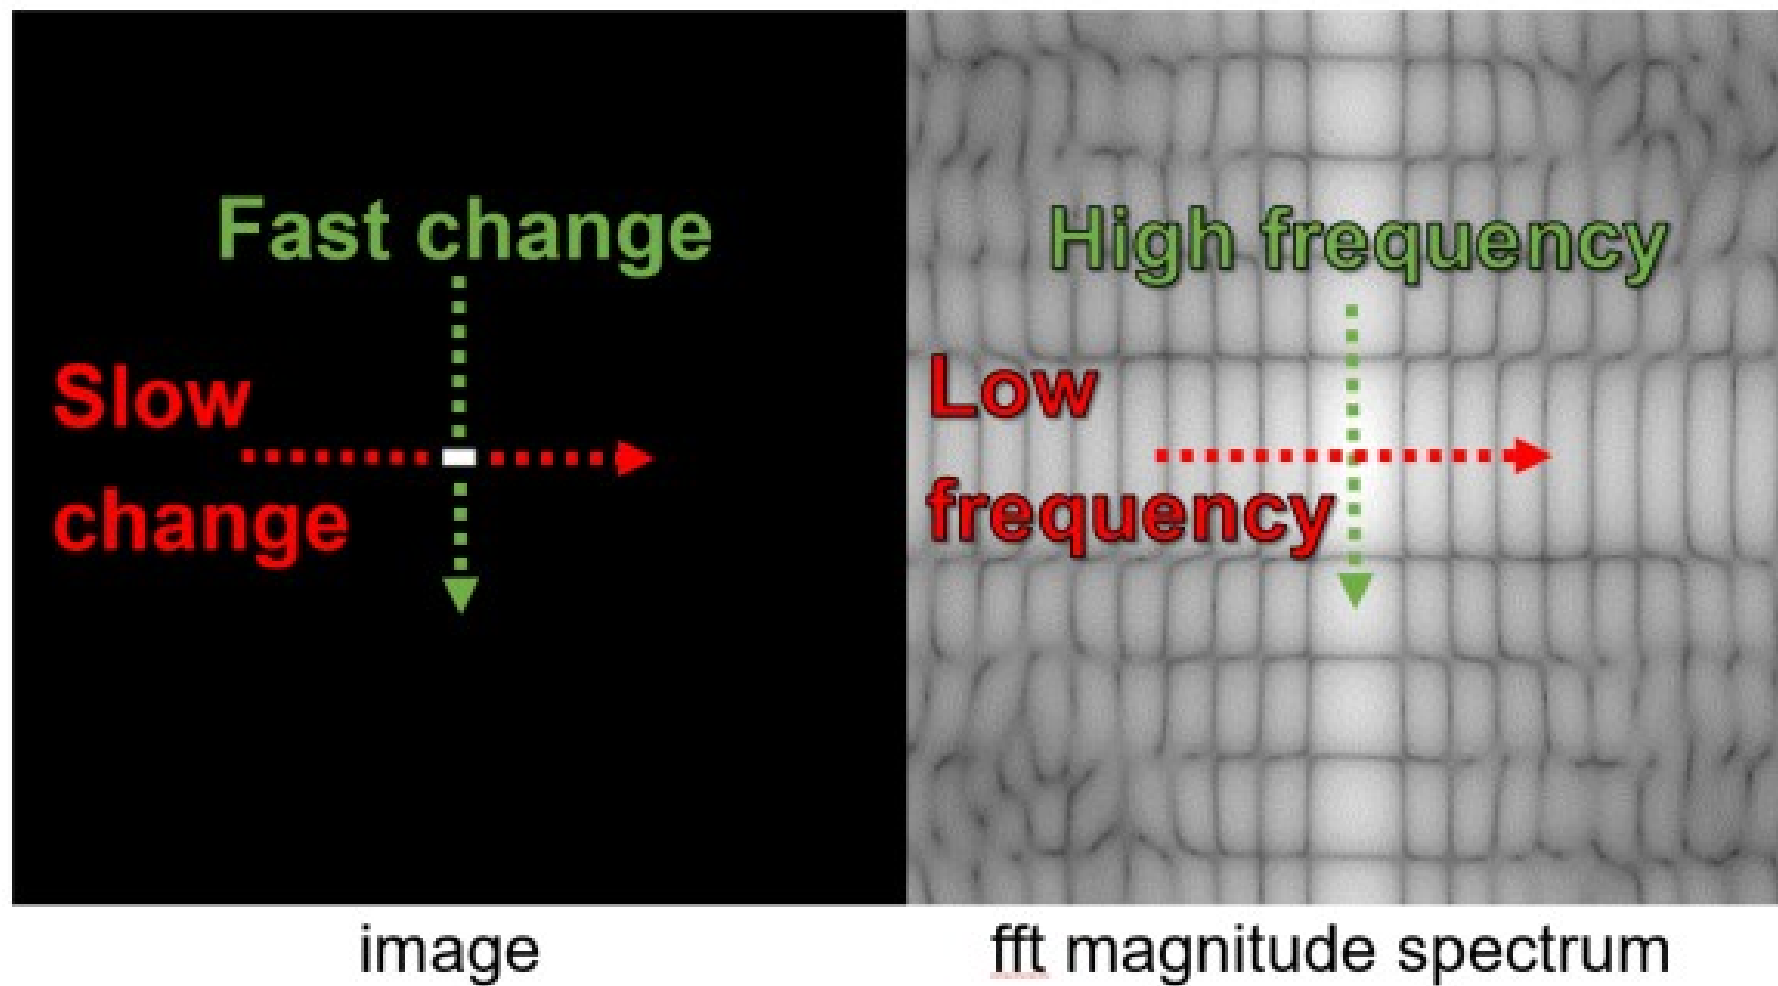 Fast change
Slow
change
High frequency
Low
frequency
image
fft magnitude spectrum